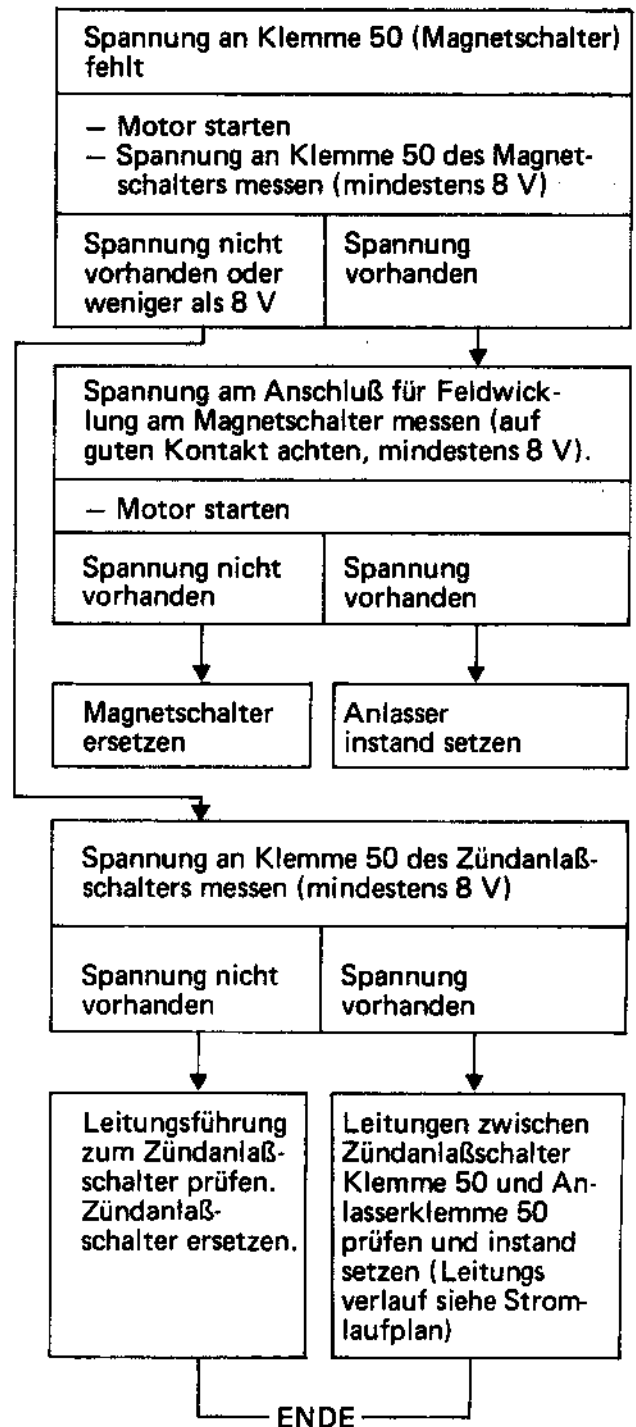 Spannung an Klemme 50 (Magnetschalter)
fehlt
— Motor starten
— Spannung an Klemme 50 des Magnet-
schalters messen (mindestens 8 V)
Spannung nicht
vorhanden oder
weniger als 8 V
Spannung
vorhanden
Spannung am Anschluß für Feldwick-
lung am Magnetschalter messen (auf
guten Kontakt achten, mindestens 8 V).
— Motor starten
Spannung nicht
vorhanden
Spannung
vorhanden
Magnetschalter
ersetzen
Anlasser
instand setzen
Spannung an Klemme 50 des Zündanlaß-
schalters messen (mindestens 8 V)
Spannung nicht
vorhanden
Spannung
vorhanden
Leitungsführung
zum Zündanlaß-
schalter prüfen.
Zündanlaß-
schalter ersetzen.
Leitungen zwischen
Zündanlaßschalter
Klemme 50 und An-
lasserklemme 50
prüfen und instand
setzen (Leitungs
verlauf siehe Strom-
laufplan)
ENDE